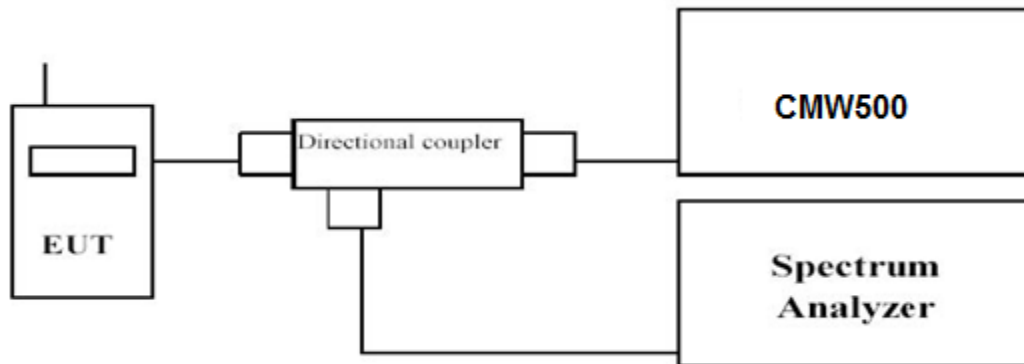 CMW500
Directional coupler
EUT
Spectrum
Analyzer